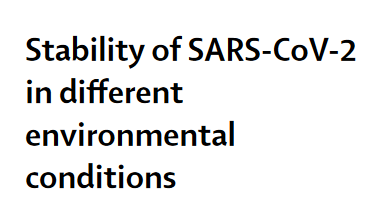 Stability of SARS-CoV-2
in different
environmental
conditions